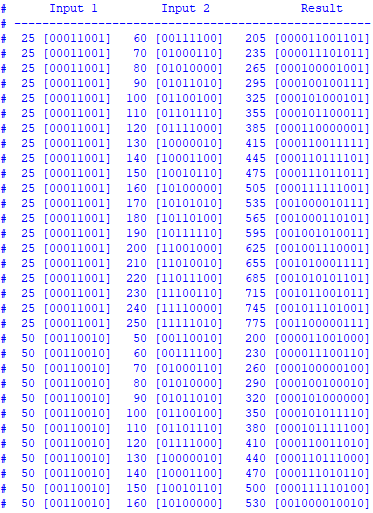 #      Input 1         Input 2             Result
# ---------------------------------------------------
#  25 [00011001]   60 [00111100]   205 [000011001101]
#  25 [00011001]   70 [01000110]   235 [000011101011]
#  25 [00011001]   80 [01010000]   265 [000100001001]
#  25 [00011001]   90 [01011010]   295 [000100100111]
#  25 [00011001]  100 [01100100]   325 [000101000101]
#  25 [00011001]  110 [01101110]   355 [000101100011]
#  25 [00011001]  120 [01111000]   385 [000110000001]
#  25 [00011001]  130 [10000010]   415 [000110011111]
#  25 [00011001]  140 [10001100]   445 [000110111101]
#  25 [00011001]  150 [10010110]   475 [000111011011]
#  25 [00011001]  160 [10100000]   505 [000111111001]
#  25 [00011001]  170 [10101010]   535 [001000010111]
#  25 [00011001]  180 [10110100]   565 [001000110101]
#  25 [00011001]  190 [10111110]   595 [001001010011]
#  25 [00011001]  200 [11001000]   625 [001001110001]
#  25 [00011001]  210 [11010010]   655 [001010001111]
#  25 [00011001]  220 [11011100]   685 [001010101101]
#  25 [00011001]  230 [11100110]   715 [001011001011]
#  25 [00011001]  240 [11110000]   745 [001011101001]
#  25 [00011001]  250 [11111010]   775 [001100000111]
#  50 [00110010]   50 [00110010]   200 [000011001000]
#  50 [00110010]   60 [00111100]   230 [000011100110]
#  50 [00110010]   70 [01000110]   260 [000100000100]
#  50 [00110010]   80 [01010000]   290 [000100100010]
#  50 [00110010]   90 [01011010]   320 [000101000000]
#  50 [00110010]  100 [01100100]   350 [000101011110]
#  50 [00110010]  110 [01101110]   380 [000101111100]
#  50 [00110010]  120 [01111000]   410 [000110011010]
#  50 [00110010]  130 [10000010]   440 [000110111000]
#  50 [00110010]  140 [10001100]   470 [000111010110]
#  50 [00110010]  150 [10010110]   500 [000111110100]
#  50 [00110010]  160 [10100000]   530 [001000010010]